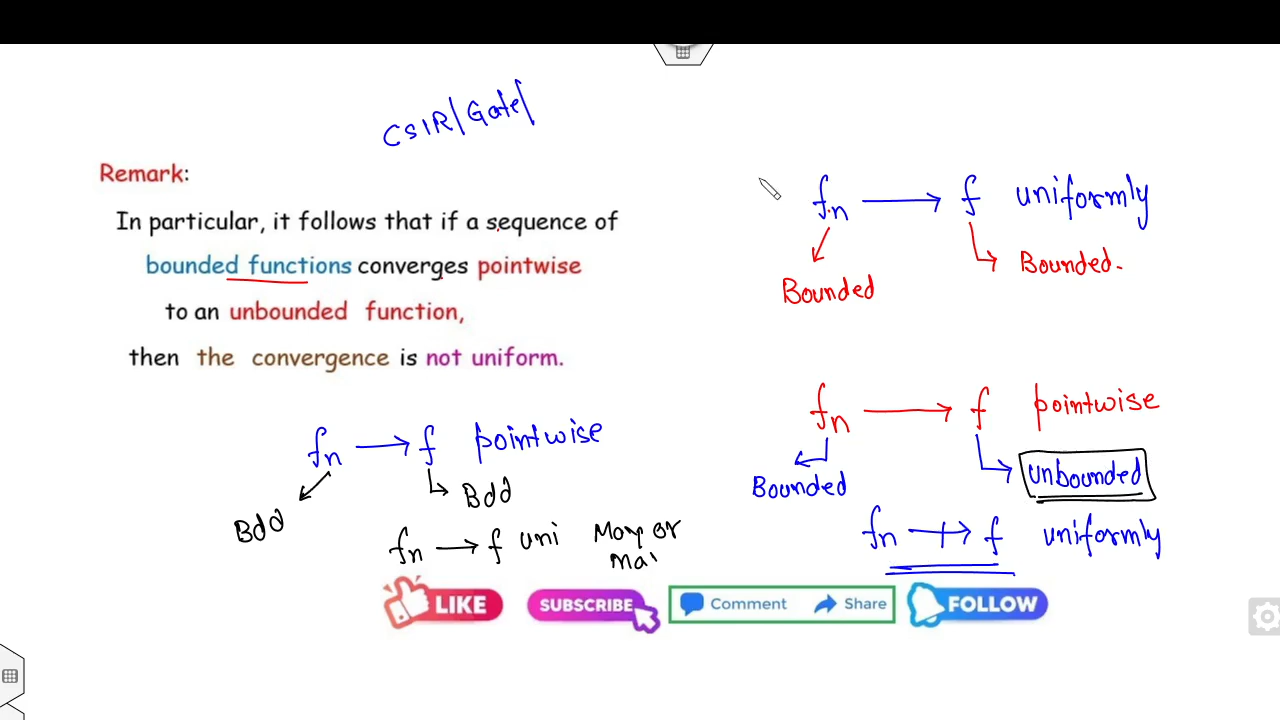 CSIR/Gate/
Remark:
In particular, it follows that if a sequence of
bounded functions converges pointwise
to an unbounded function,
then the convergence is not uniform.
fn → f pointwise
Bdd
Bdd
fn → f uni May or
fn → f uniformly
Bounded
Bounded.
fn → f pointwise
Bounded
unbounded
fn ↛ f uniformly
LIKE
SUBSCRIBE
Comment
Share
FOLLOW